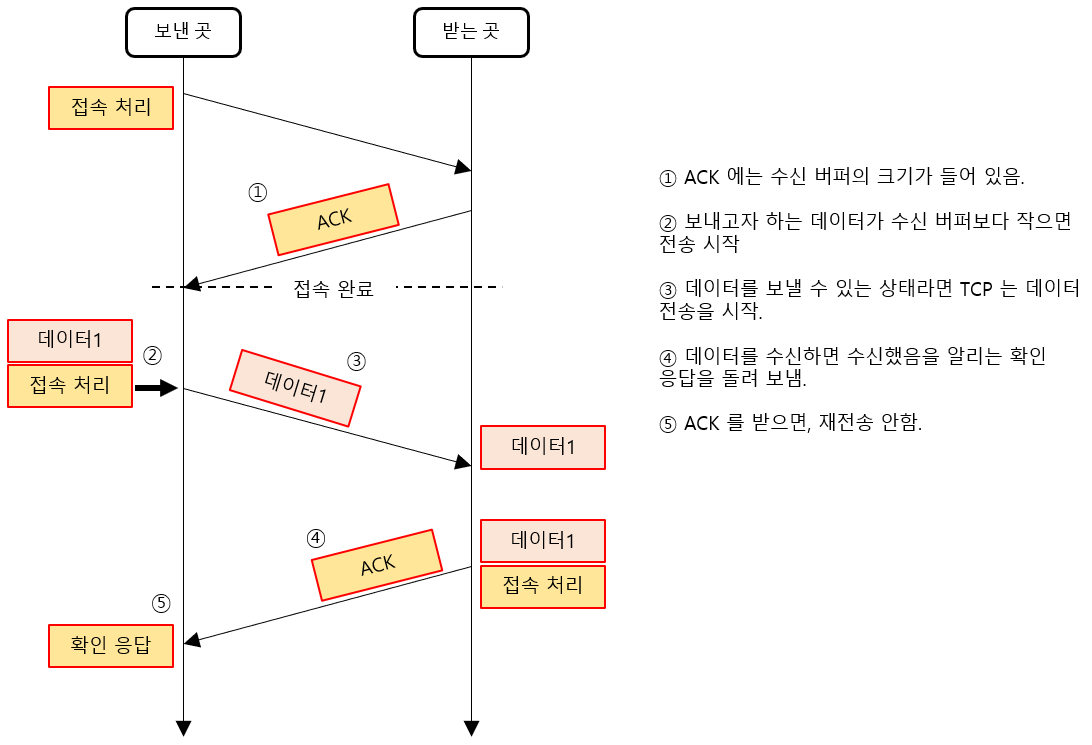 보낸 곳
받는 곳
접속 처리
①
ACK
접속 완료
데이터1
접속 처리
②
③
데이터1
데이터1
④
ACK
데이터1
접속 처리
⑤
확인 응답
① ACK 에는 수신 버퍼의 크기가 들어 있음.
② 보내고자 하는 데이터가 수신 버퍼보다 작으면
전송 시작
③ 데이터를 보낼 수 있는 상태라면 TCP 는 데이터
전송을 시작.
④ 데이터를 수신하면 수신했음을 알리는 확인
응답을 돌려 보냄.
⑤ ACK 를 받으면, 재전송 안함.